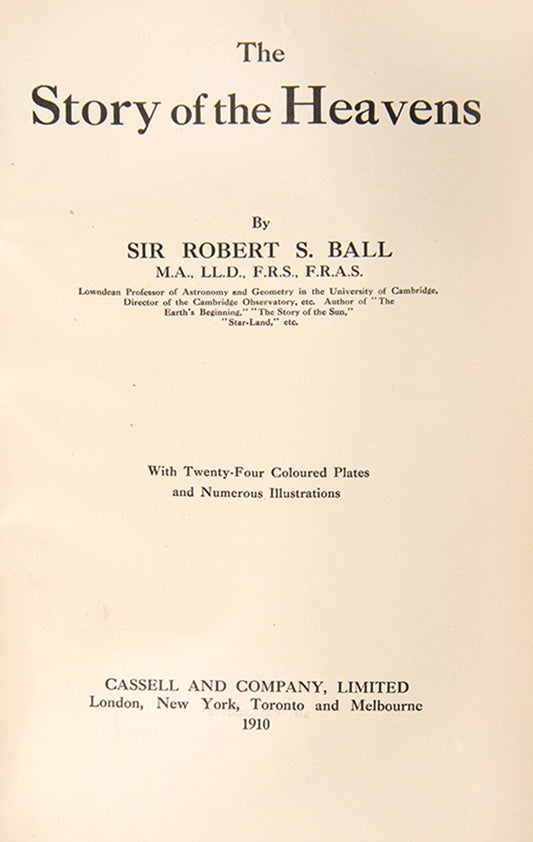 The
Story of the Heavens
By
SIR ROBERT S. BALL
M.A., LL.D., F.R.S., F.R.A.S.
Lowndean Professor of Astronomy and Geometry in the University of Cambridge,
Director of the Cambridge Observatory, etc. Author of "The
Earth's Beginning," "The Story of the Sun,"
"Star-Land," etc.
With Twenty-Four Coloured Plates
and Numerous Illustrations
CASSELL AND COMPANY, LIMITED
London, New York, Toronto and Melbourne
1910